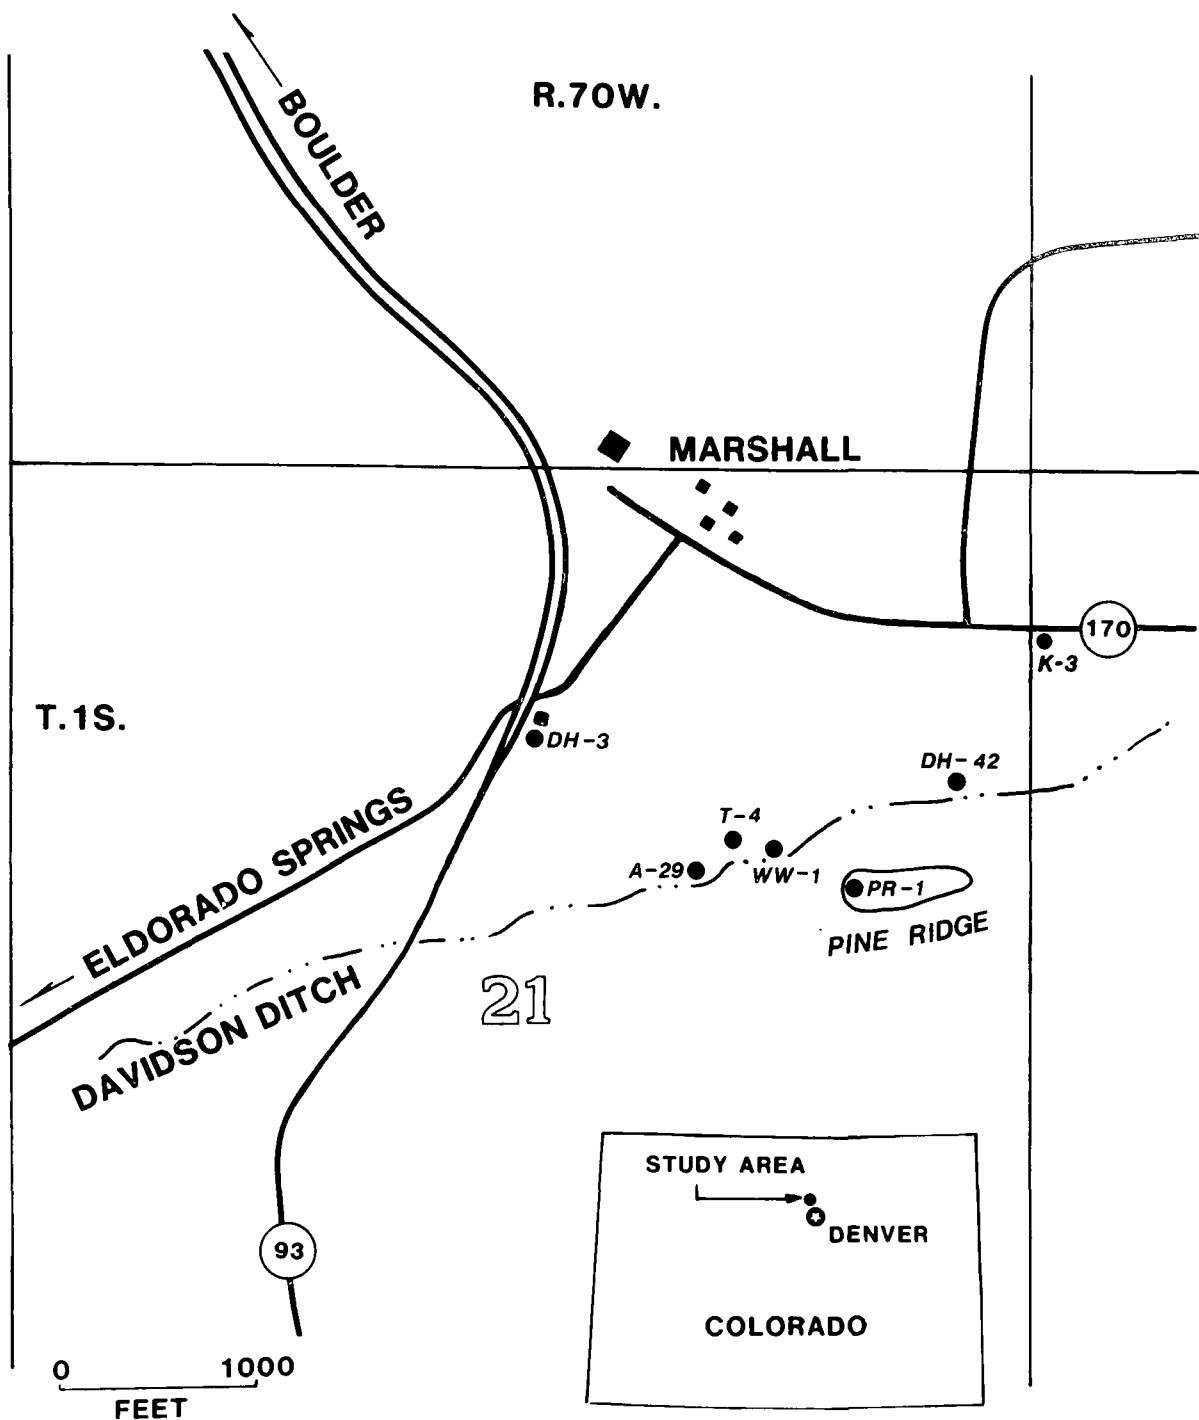 R.70W.
BOULDER
MARSHALL
170
K-3
T.1S.
DH-3
DH-42
T-4
A-29
WW-1
PR-1
PINE RIDGE
ELDORADO SPRINGS
DAVIDSON DITCH
21
STUDY AREA
DENVER
COLORADO
93
0 1000
FEET